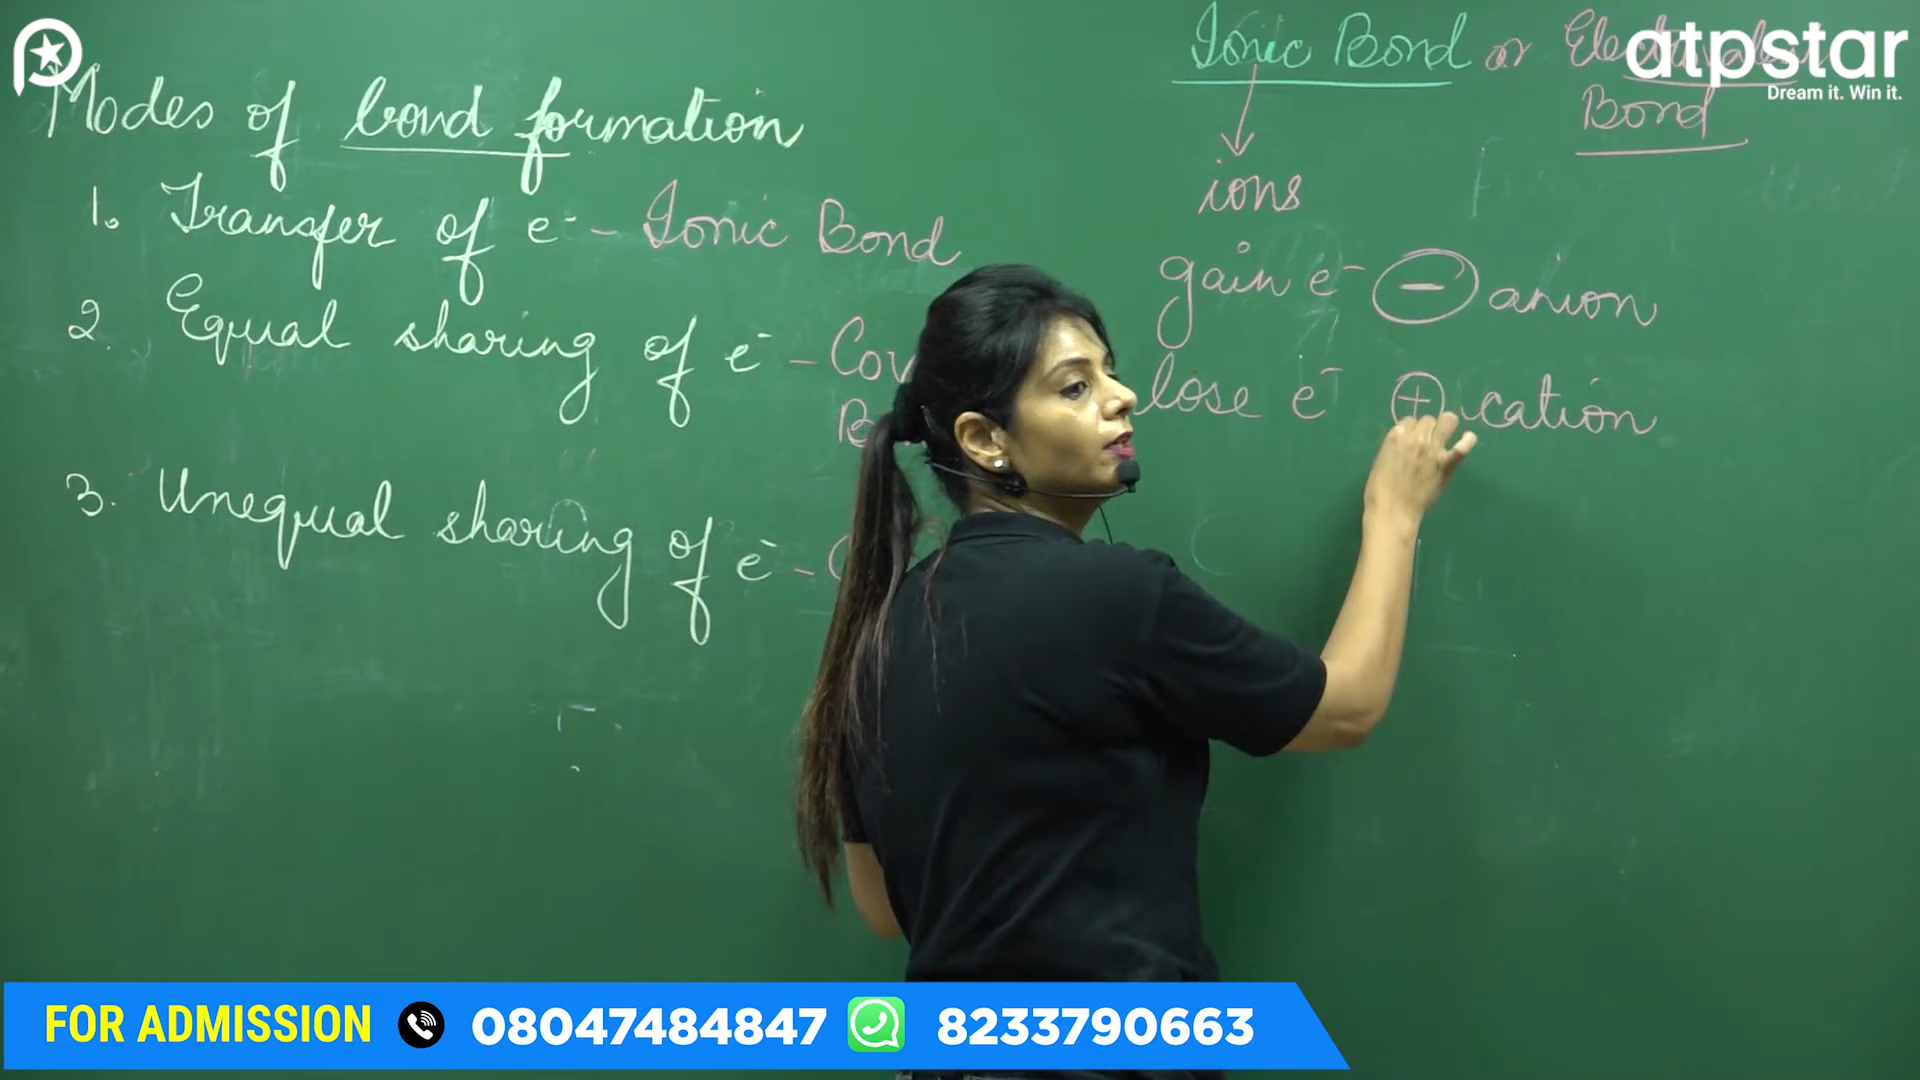 Modes of bond formation
1. Transfer of e⁻ - Ionic Bond
2. Equal sharing of e⁻ - Cov
B
3. Unequal sharing of e⁻ - C
Ionic Bond or
Bond
ions
gain e⁻ - anion
lose e⁻ + cation
atpstar
Dream it. Win it.
FOR ADMISSION 08047484847 8233790663